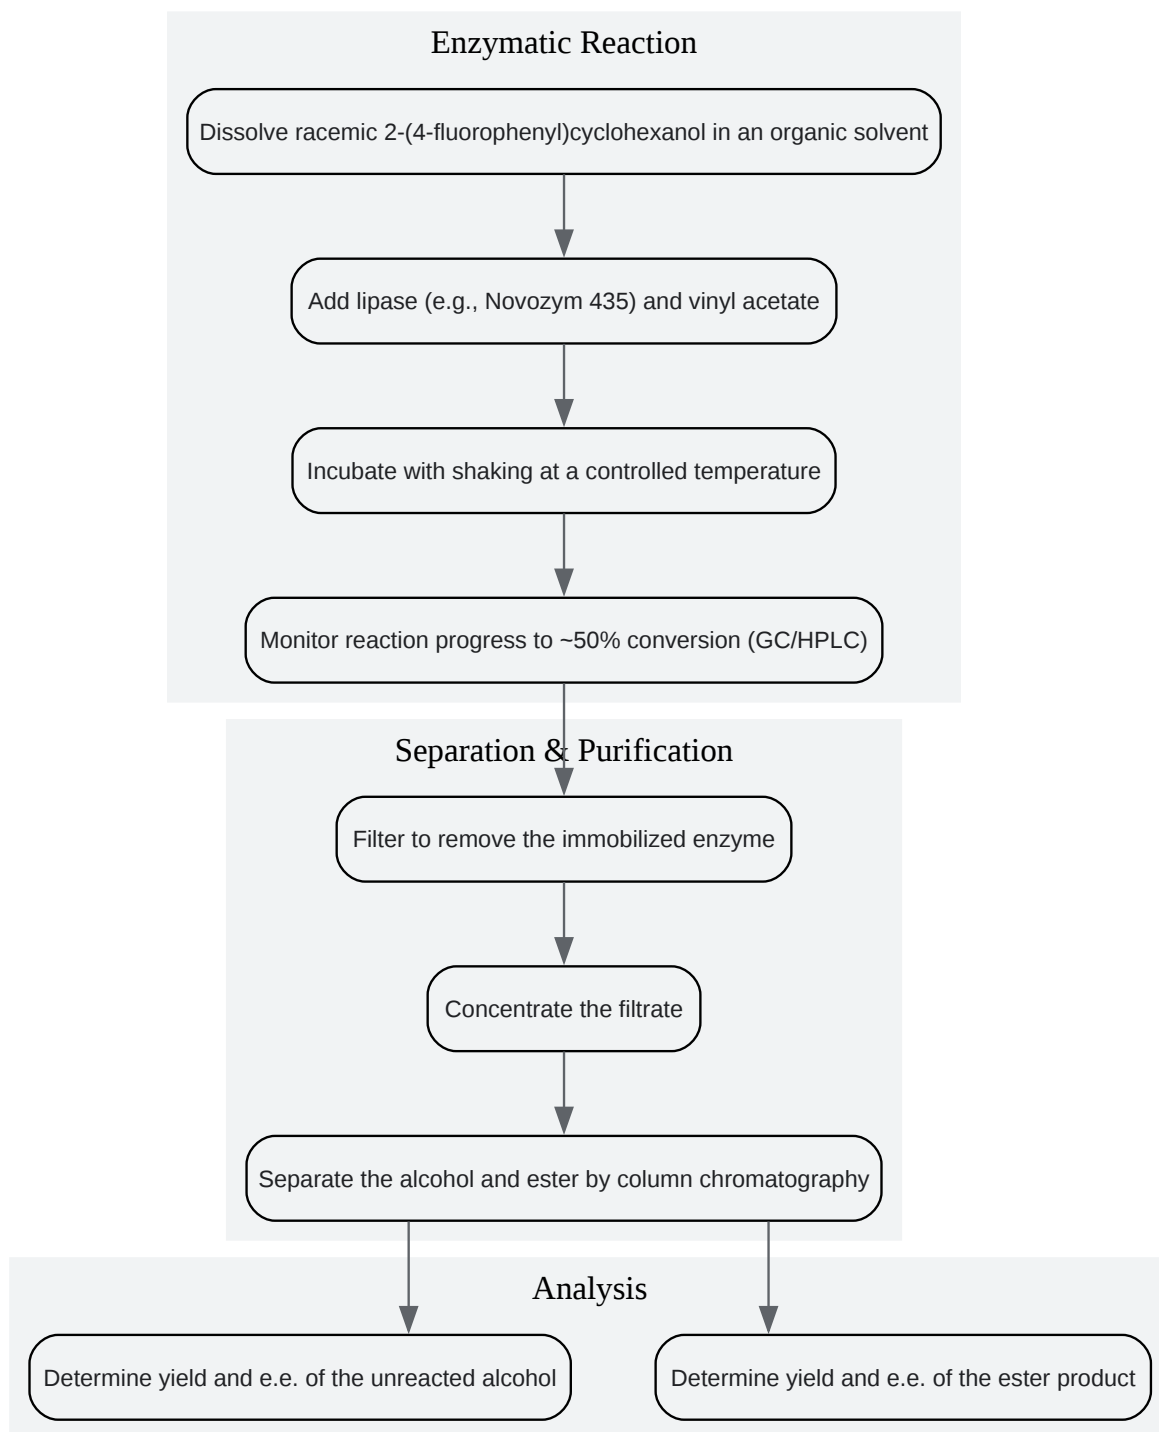 Enzymatic Reaction
Dissolve racemic 2-(4-fluorophenyl)cyclohexanol in an organic solvent
Add lipase (e.g., Novozym 435) and vinyl acetate
Incubate with shaking at a controlled temperature
Monitor reaction progress to ~50% conversion (GC/HPLC)
Separation & Purification
Filter to remove the immobilized enzyme
Concentrate the filtrate
Separate the alcohol and ester by column chromatography
Analysis
Determine yield and e.e. of the unreacted alcohol
Determine yield and e.e. of the ester product